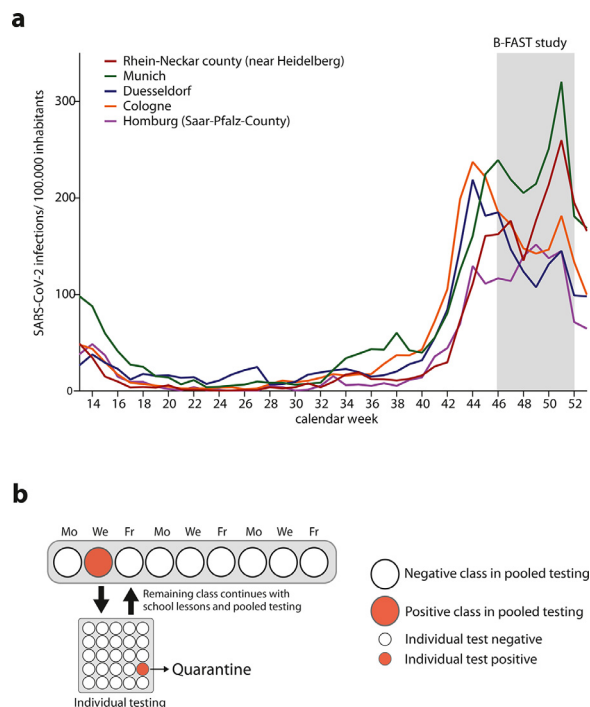 a
B-FAST study
Rhein-Neckar county (near Heidelberg)
Munich
Duesseldorf
Cologne
Homburg (Saar-Pfalz-County)
SARS-CoV-2 infections/ 100.000 inhabitants
300
200
100
0
14 16 18 20 22 24 26 28 30 32 34 36 38 40 42 44 46 48 50 52
calendar week
b
Mo We Fr Mo We Fr Mo We Fr
Remaining class continues with
school lessons and pooled testing
Quarantine
Individual testing
Negative class in pooled testing
Positive class in pooled testing
Individual test negative
Individual test positive